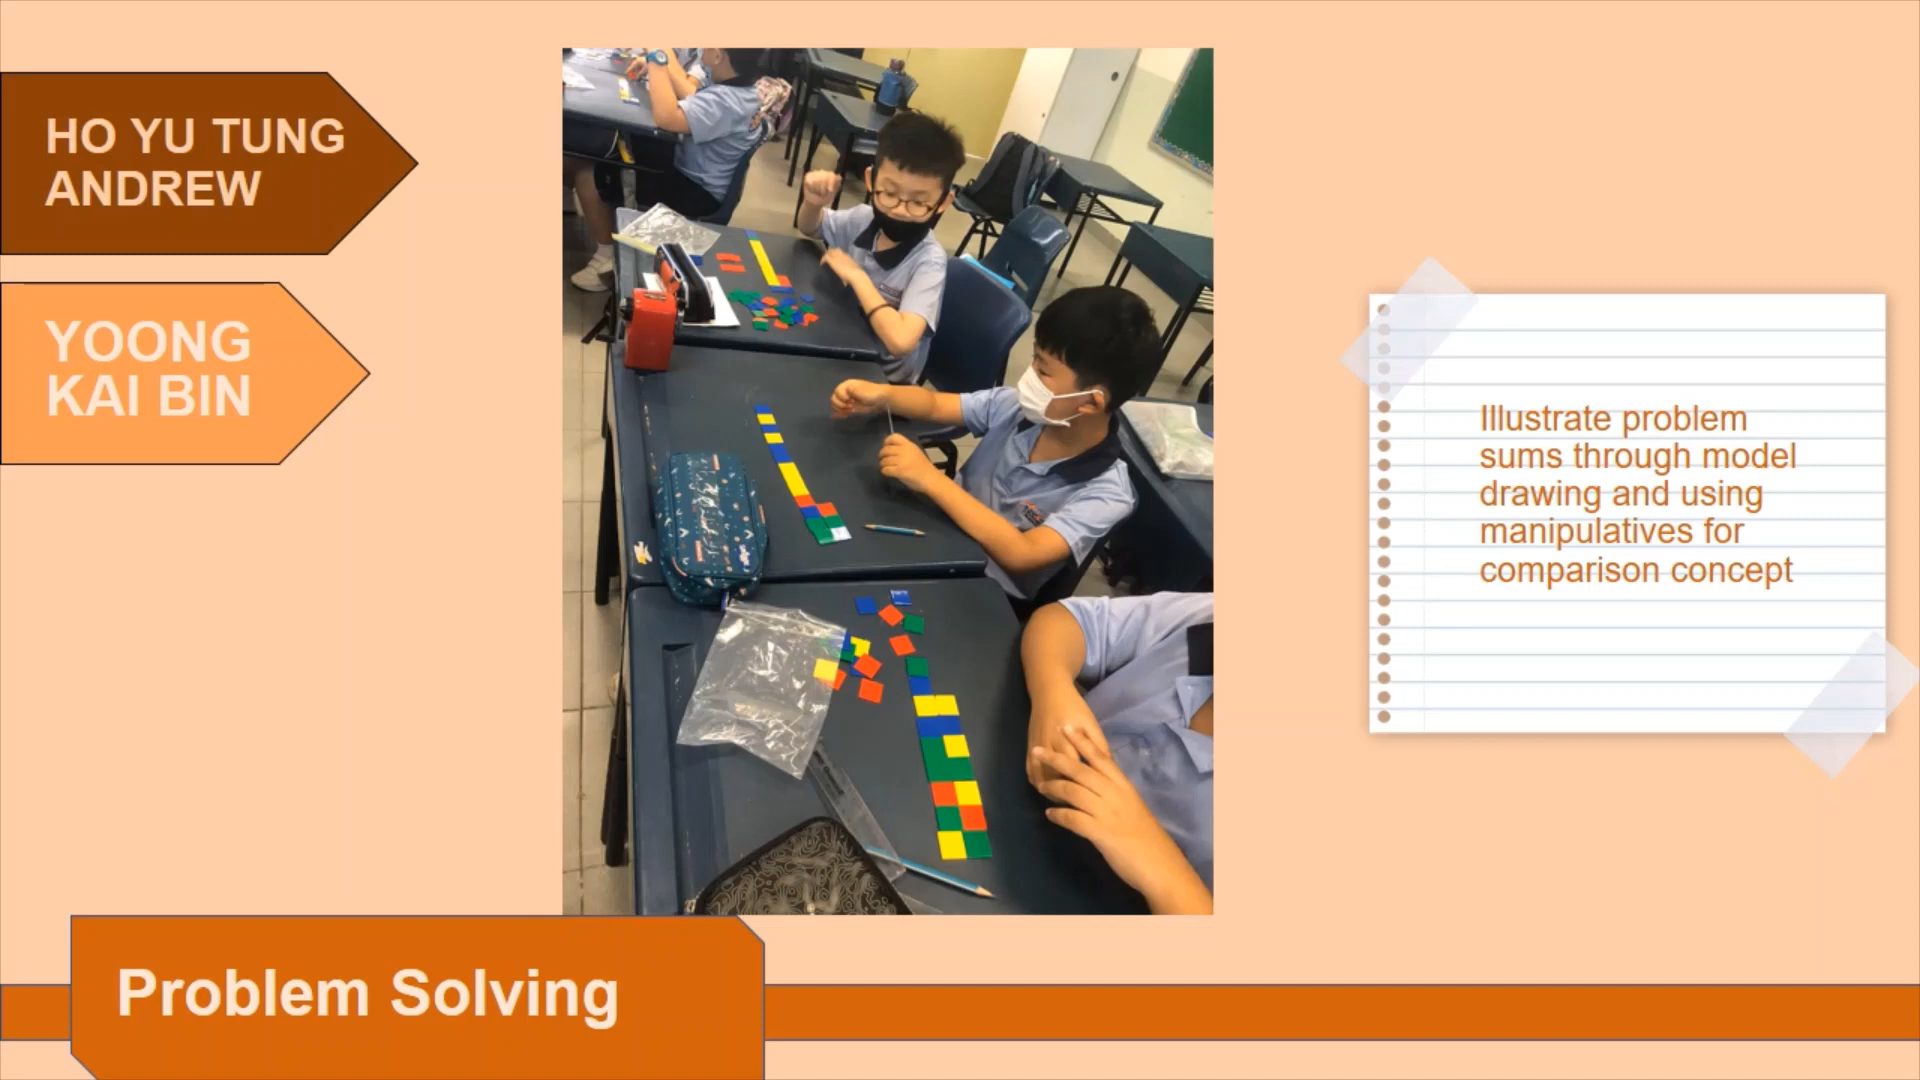 HO YU TUNG
ANDREW
YOONG
KAI BIN
Illustrate problem
sums through model
drawing and using
manipulatives for
comparison concept
Problem Solving